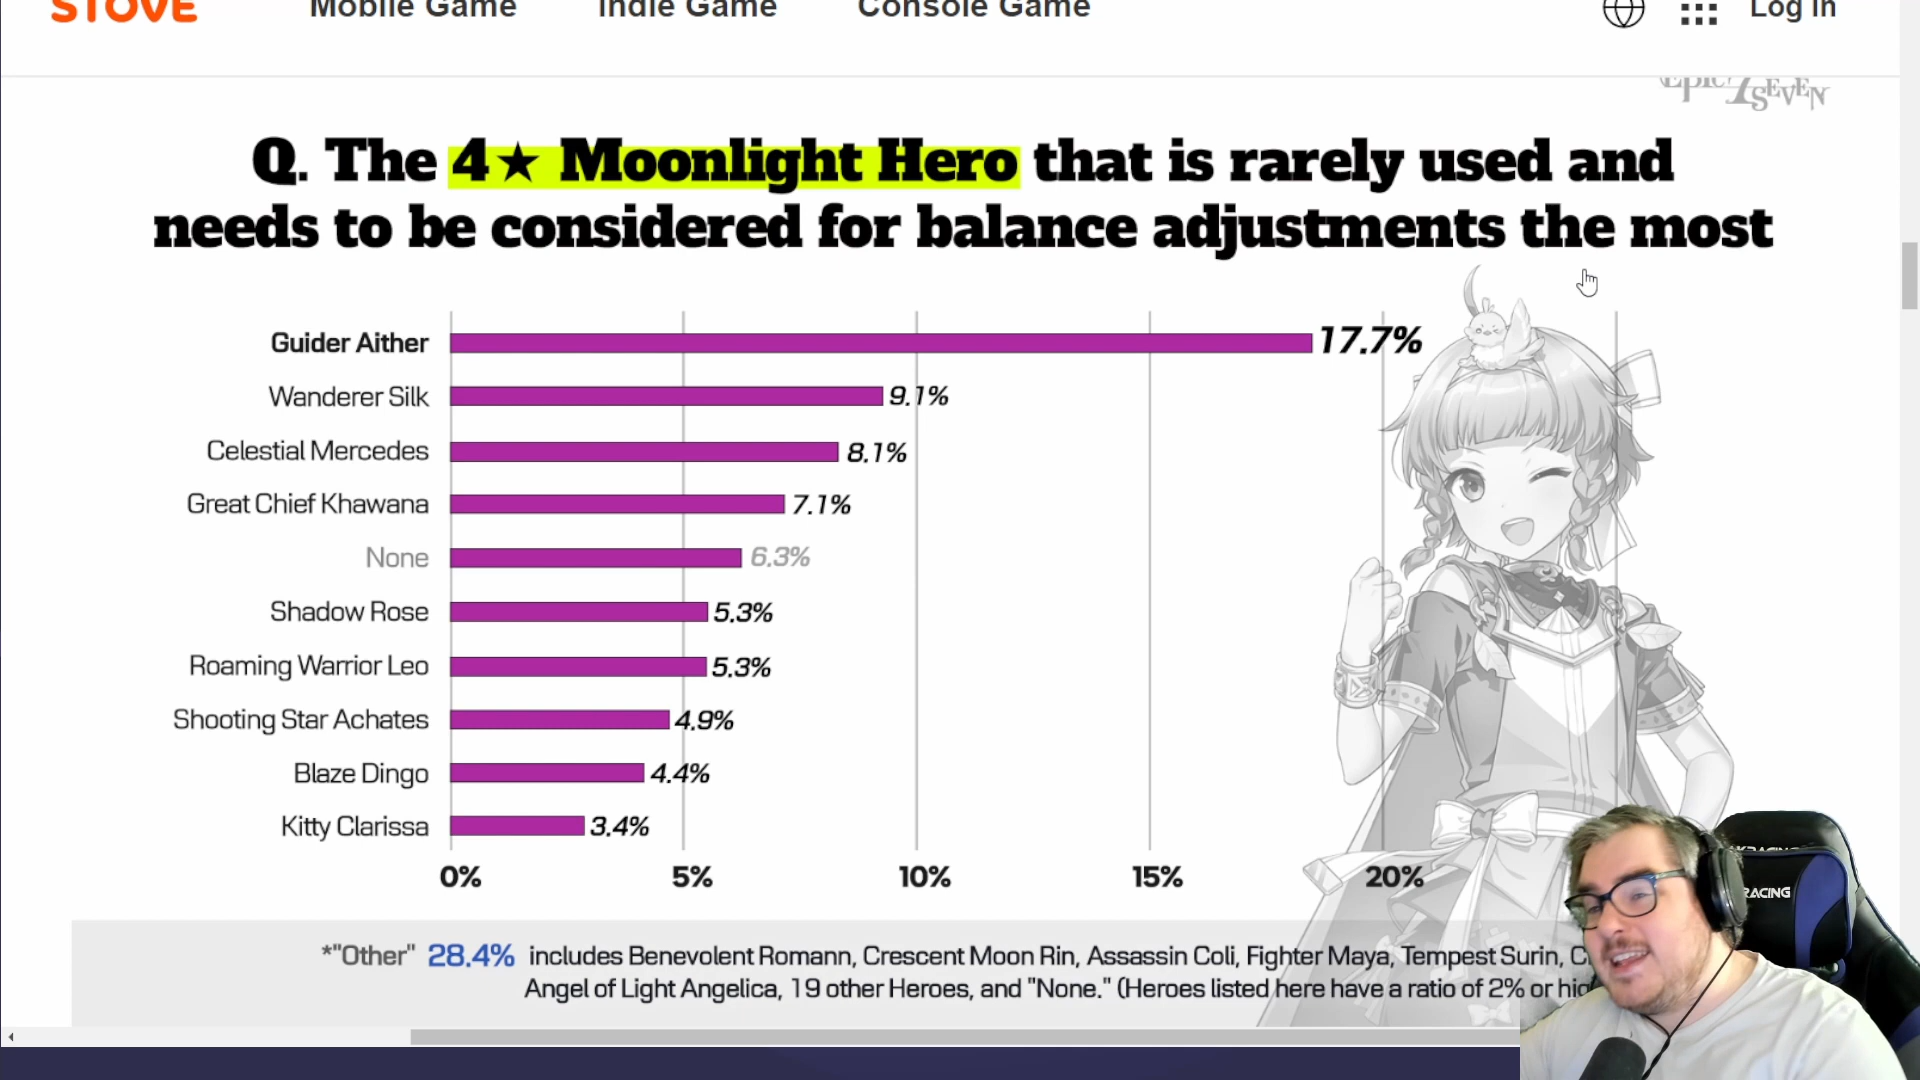 STOVE Mobile Game Indie Game Console Game Log in
Epic 7 SEVEN
Q. The 4★ Moonlight Hero that is rarely used and
needs to be considered for balance adjustments the most
Guider Aither 17.7%
Wanderer Silk 9.1%
Celestial Mercedes 8.1%
Great Chief Khawana 7.1%
None 6.3%
Shadow Rose 5.3%
Roaming Warrior Leo 5.3%
Shooting Star Achates 4.9%
Blaze Dingo 4.4%
Kitty Clarissa 3.4%
0% 5% 10% 15% 20%
*"Other" 28.4% includes Benevolent Romann, Crescent Moon Rin, Assassin Coli, Fighter Maya, Tempest Surin,
Angel of Light Angelica, 19 other Heroes, and "None." (Heroes listed here have a ratio of 2% or
RACING